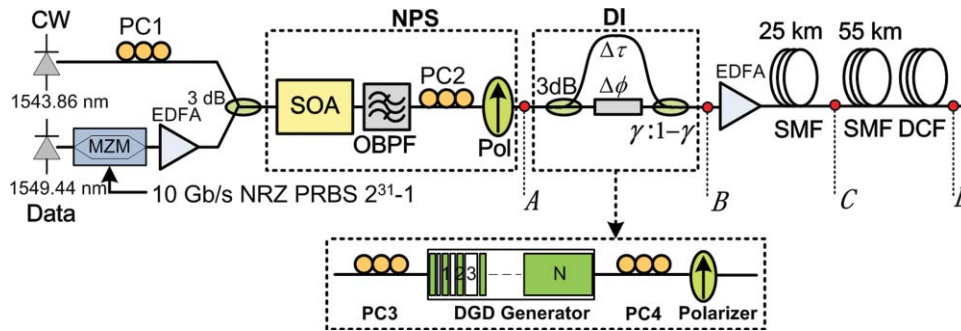 NPS
DI
CW
PC1
25 km
55 km
1543.86 nm
3 dB
SOA
OBPF
PC2
Pol
3dB
Δτ
Δϕ
γ:1−γ
EDFA
SMF
SMF
DCF
EDFA
MZM
1549.44 nm
Data
10 Gb/s NRZ PRBS 2³¹-1
A
B
C
1
2
3
N
PC3
DGD Generator
PC4
Polarizer